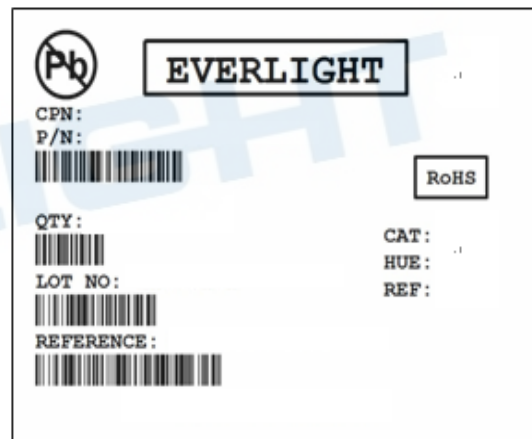 Pb
EVERLIGHT
CPN:
P/N:
RoHS
QTY:
CAT:
HUE:
LOT NO:
REF:
REFERENCE: